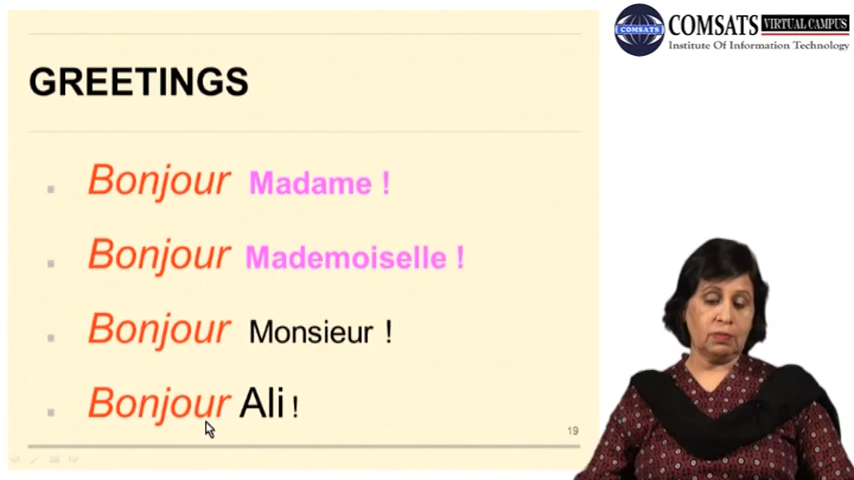 COMSATS
COMSATS VIRTUAL CAMPUS
Institute Of Information Technology
GREETINGS
Bonjour Madame !
Bonjour Mademoiselle !
Bonjour Monsieur !
Bonjour Ali !
19